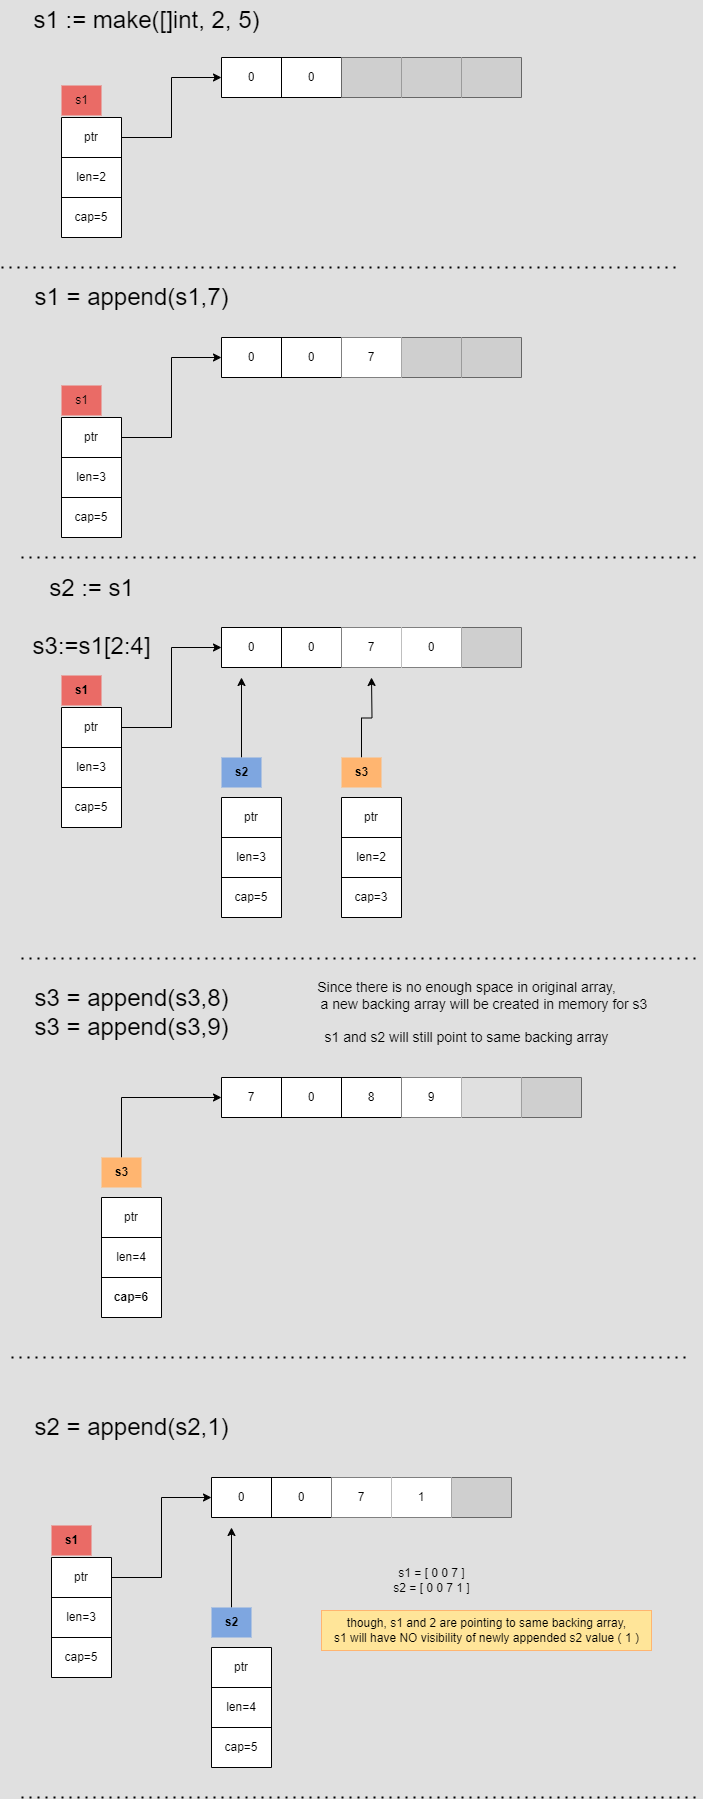 s1 := make([]int, 2, 5)
0 0
s1
ptr
len=2
cap=5
s1 = append(s1,7)
0 0 7
s1
ptr
len=3
cap=5
s2 := s1
s3:=s1[2:4]
0 0 7 0
s1
ptr
len=3
cap=5
s2 s3
ptr ptr
len=3 len=2
cap=5 cap=3
s3 = append(s3,8)
s3 = append(s3,9)
Since there is no enough space in original array,
a new backing array will be created in memory for s3
s1 and s2 will still point to same backing array
7 0 8 9
s3
ptr
len=4
cap=6
s2 = append(s2,1)
0 0 7 1
s1
ptr
len=3
cap=5
s1 = [ 0 0 7 ]
s2 = [ 0 0 7 1 ]
though, s1 and 2 are pointing to same backing array,
s1 will have NO visibility of newly appended s2 value ( 1 )
s2
ptr
len=4
cap=5